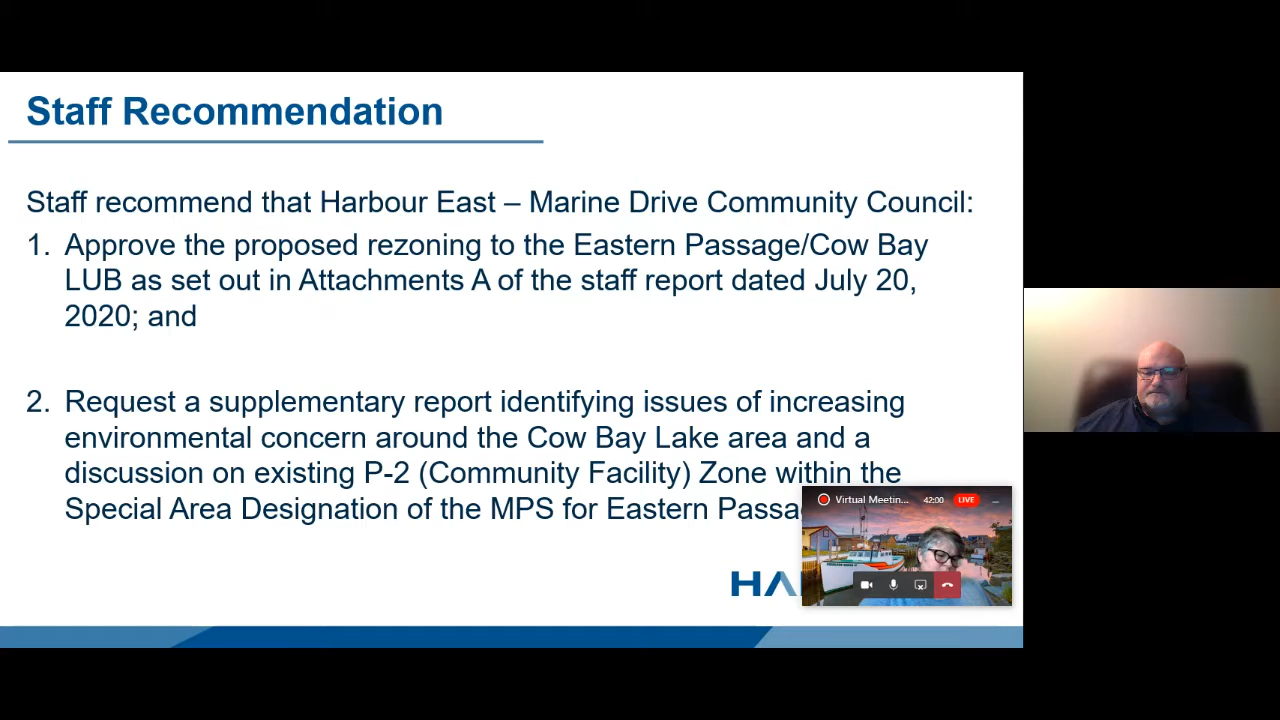 Staff Recommendation
Staff recommend that Harbour East – Marine Drive Community Council:
1. Approve the proposed rezoning to the Eastern Passage/Cow Bay
LUB as set out in Attachments A of the staff report dated July 20,
2020; and
2. Request a supplementary report identifying issues of increasing
environmental concern around the Cow Bay Lake area and a
discussion on existing P-2 (Community Facility) Zone within the
Special Area Designation of the MPS for Eastern
Virtual Meetin... 42:00 LIVE